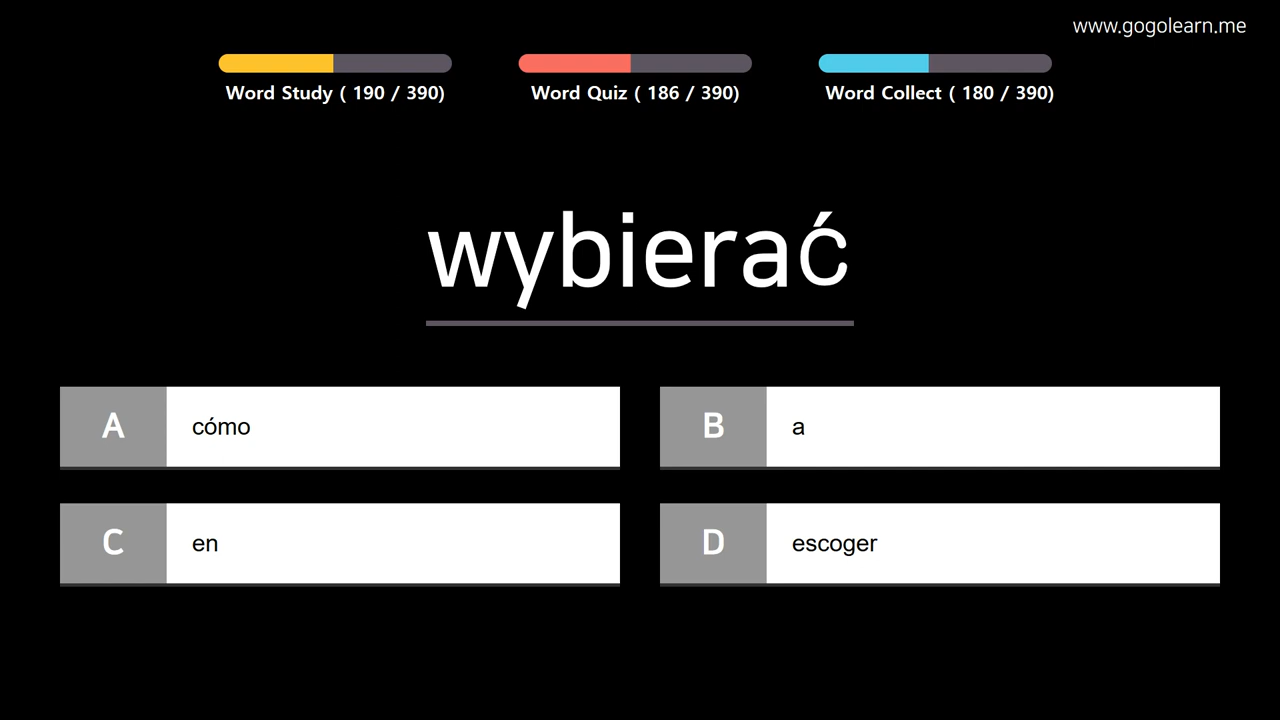 www.gogolearn.me
Word Study ( 190 / 390)
Word Quiz ( 186 / 390)
Word Collect ( 180 / 390)
wybierać
A cómo
B a
C en
D escoger